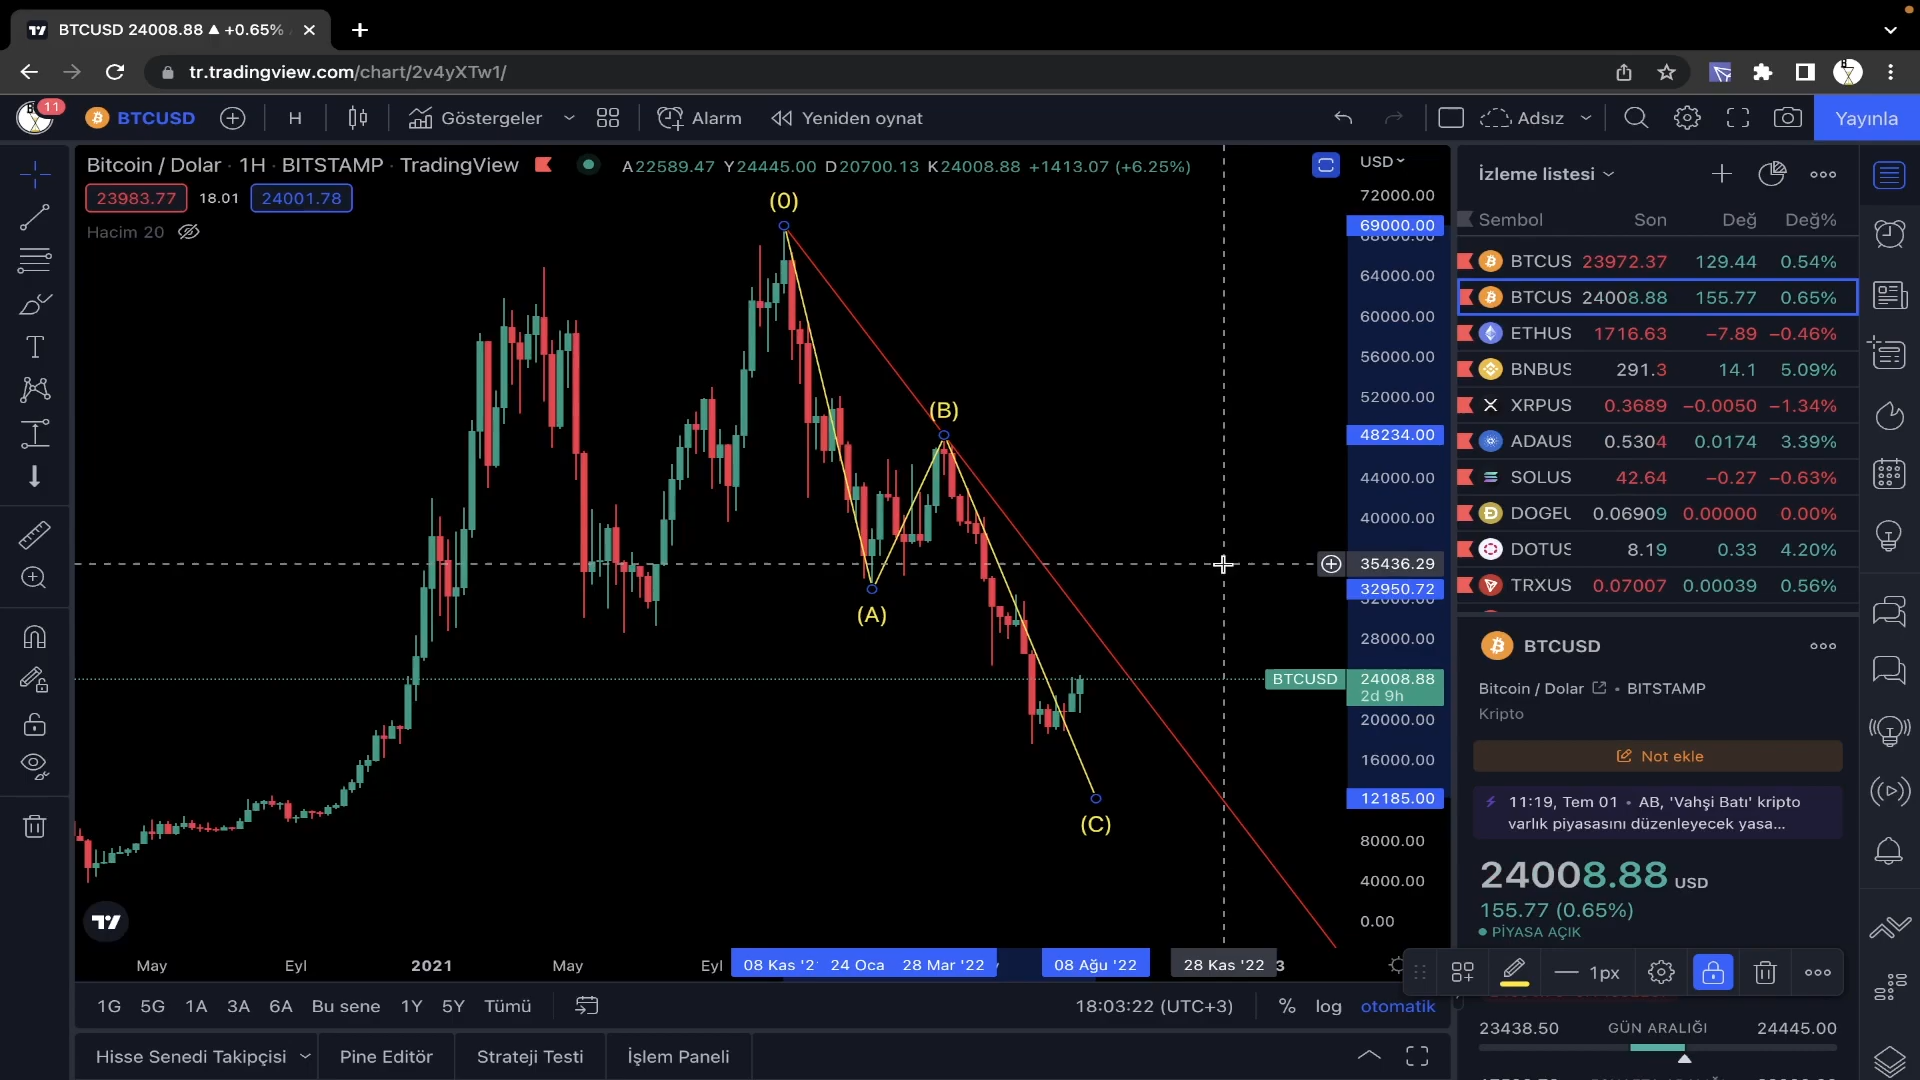 BTCUSD 24008.88 ▲ +0.65%
tr.tradingview.com/chart/2v4yXTw1/
11
BTCUSD
H
Göstergeler
Alarm
Yeniden oynat
Adsız
Yayınla
Bitcoin / Dolar · 1H · BITSTAMP · TradingView
A22589.47 Y24445.00 D20700.13 K24008.88 +1413.07 (+6.25%)
23983.77 18.01 24001.78
Hacim 20
(0)
(B)
(A)
(C)
USD
72000.00
69000.00
64000.00
60000.00
56000.00
52000.00
48234.00
44000.00
40000.00
35436.29
32950.72
28000.00
BTCUSD 24008.88
2d 9h
20000.00
16000.00
12185.00
8000.00
4000.00
0.00
May Eyl 2021 May Eyl 08 Kas '2 24 Oca 28 Mar '22 08 Ağu '22 28 Kas '22 3
1G 5G 1A 3A 6A Bu sene 1Y 5Y Tümü
18:03:22 (UTC+3) % log otomatik
Hisse Senedi Takipçisi
Pine Editör
Strateji Testi
İşlem Paneli
İzleme listesi
Sembol Son Değ Değ%
BTCUS 23972.37 129.44 0.54%
BTCUS 24008.88 155.77 0.65%
ETHUS 1716.63 −7.89 −0.46%
BNBUS 291.3 14.1 5.09%
XRPUS 0.3689 −0.0050 −1.34%
ADAUS 0.5304 0.0174 3.39%
SOLUS 42.64 −0.27 −0.63%
DOGEU 0.06909 0.00000 0.00%
DOTUS 8.19 0.33 4.20%
TRXUS 0.07007 0.00039 0.56%
BTCUSD
Bitcoin / Dolar • BITSTAMP
Kripto
Not ekle
11:19, Tem 01 • AB, 'Vahşi Batı' kripto
varlık piyasasını düzenleyecek yasa...
24008.88 USD
155.77 (0.65%)
PİYASA AÇIK
1px
23438.50 GÜN ARALIĞI 24445.00